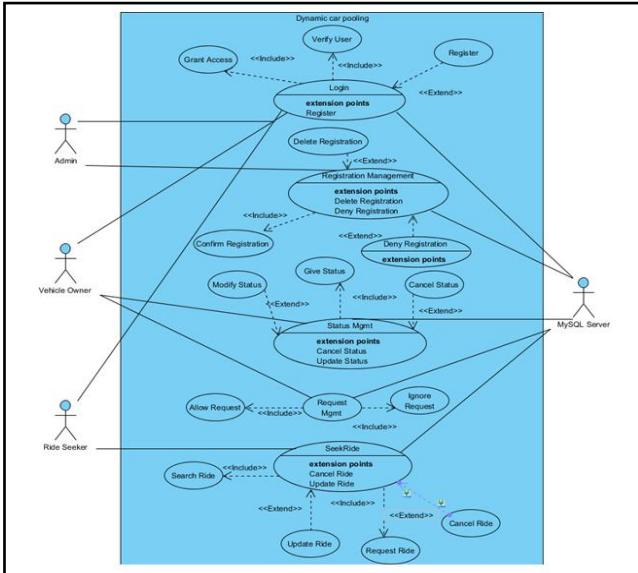 Dynamic car pooling
Verify User
Grant Access
<<Include>>
<<Include>>
Register
<<Extend>>
Login
extension points
Register
Admin
Delete Registration
<<Extend>>
Registration Management
extension points
Delete Registration
Deny Registration
<<Include>>
Confirm Registration
<<Extend>>
Deny Registration
extension points
Vehicle Owner
Give Status
Modify Status
<<Extend>>
<<Include>>
Cancel Status
<<Extend>>
Status Mgmt
extension points
Cancel Status
Update Status
MySQL Server
Allow Request
<<Include>>
Request
Mgmt
<<Include>>
Ignore
Request
Ride Seeker
SeekRide
extension points
Cancel Ride
Update Ride
Search Ride
<<Include>>
<<Extend>>
<<Include>>
<<Extend>>
Cancel Ride
Update Ride
Request Ride